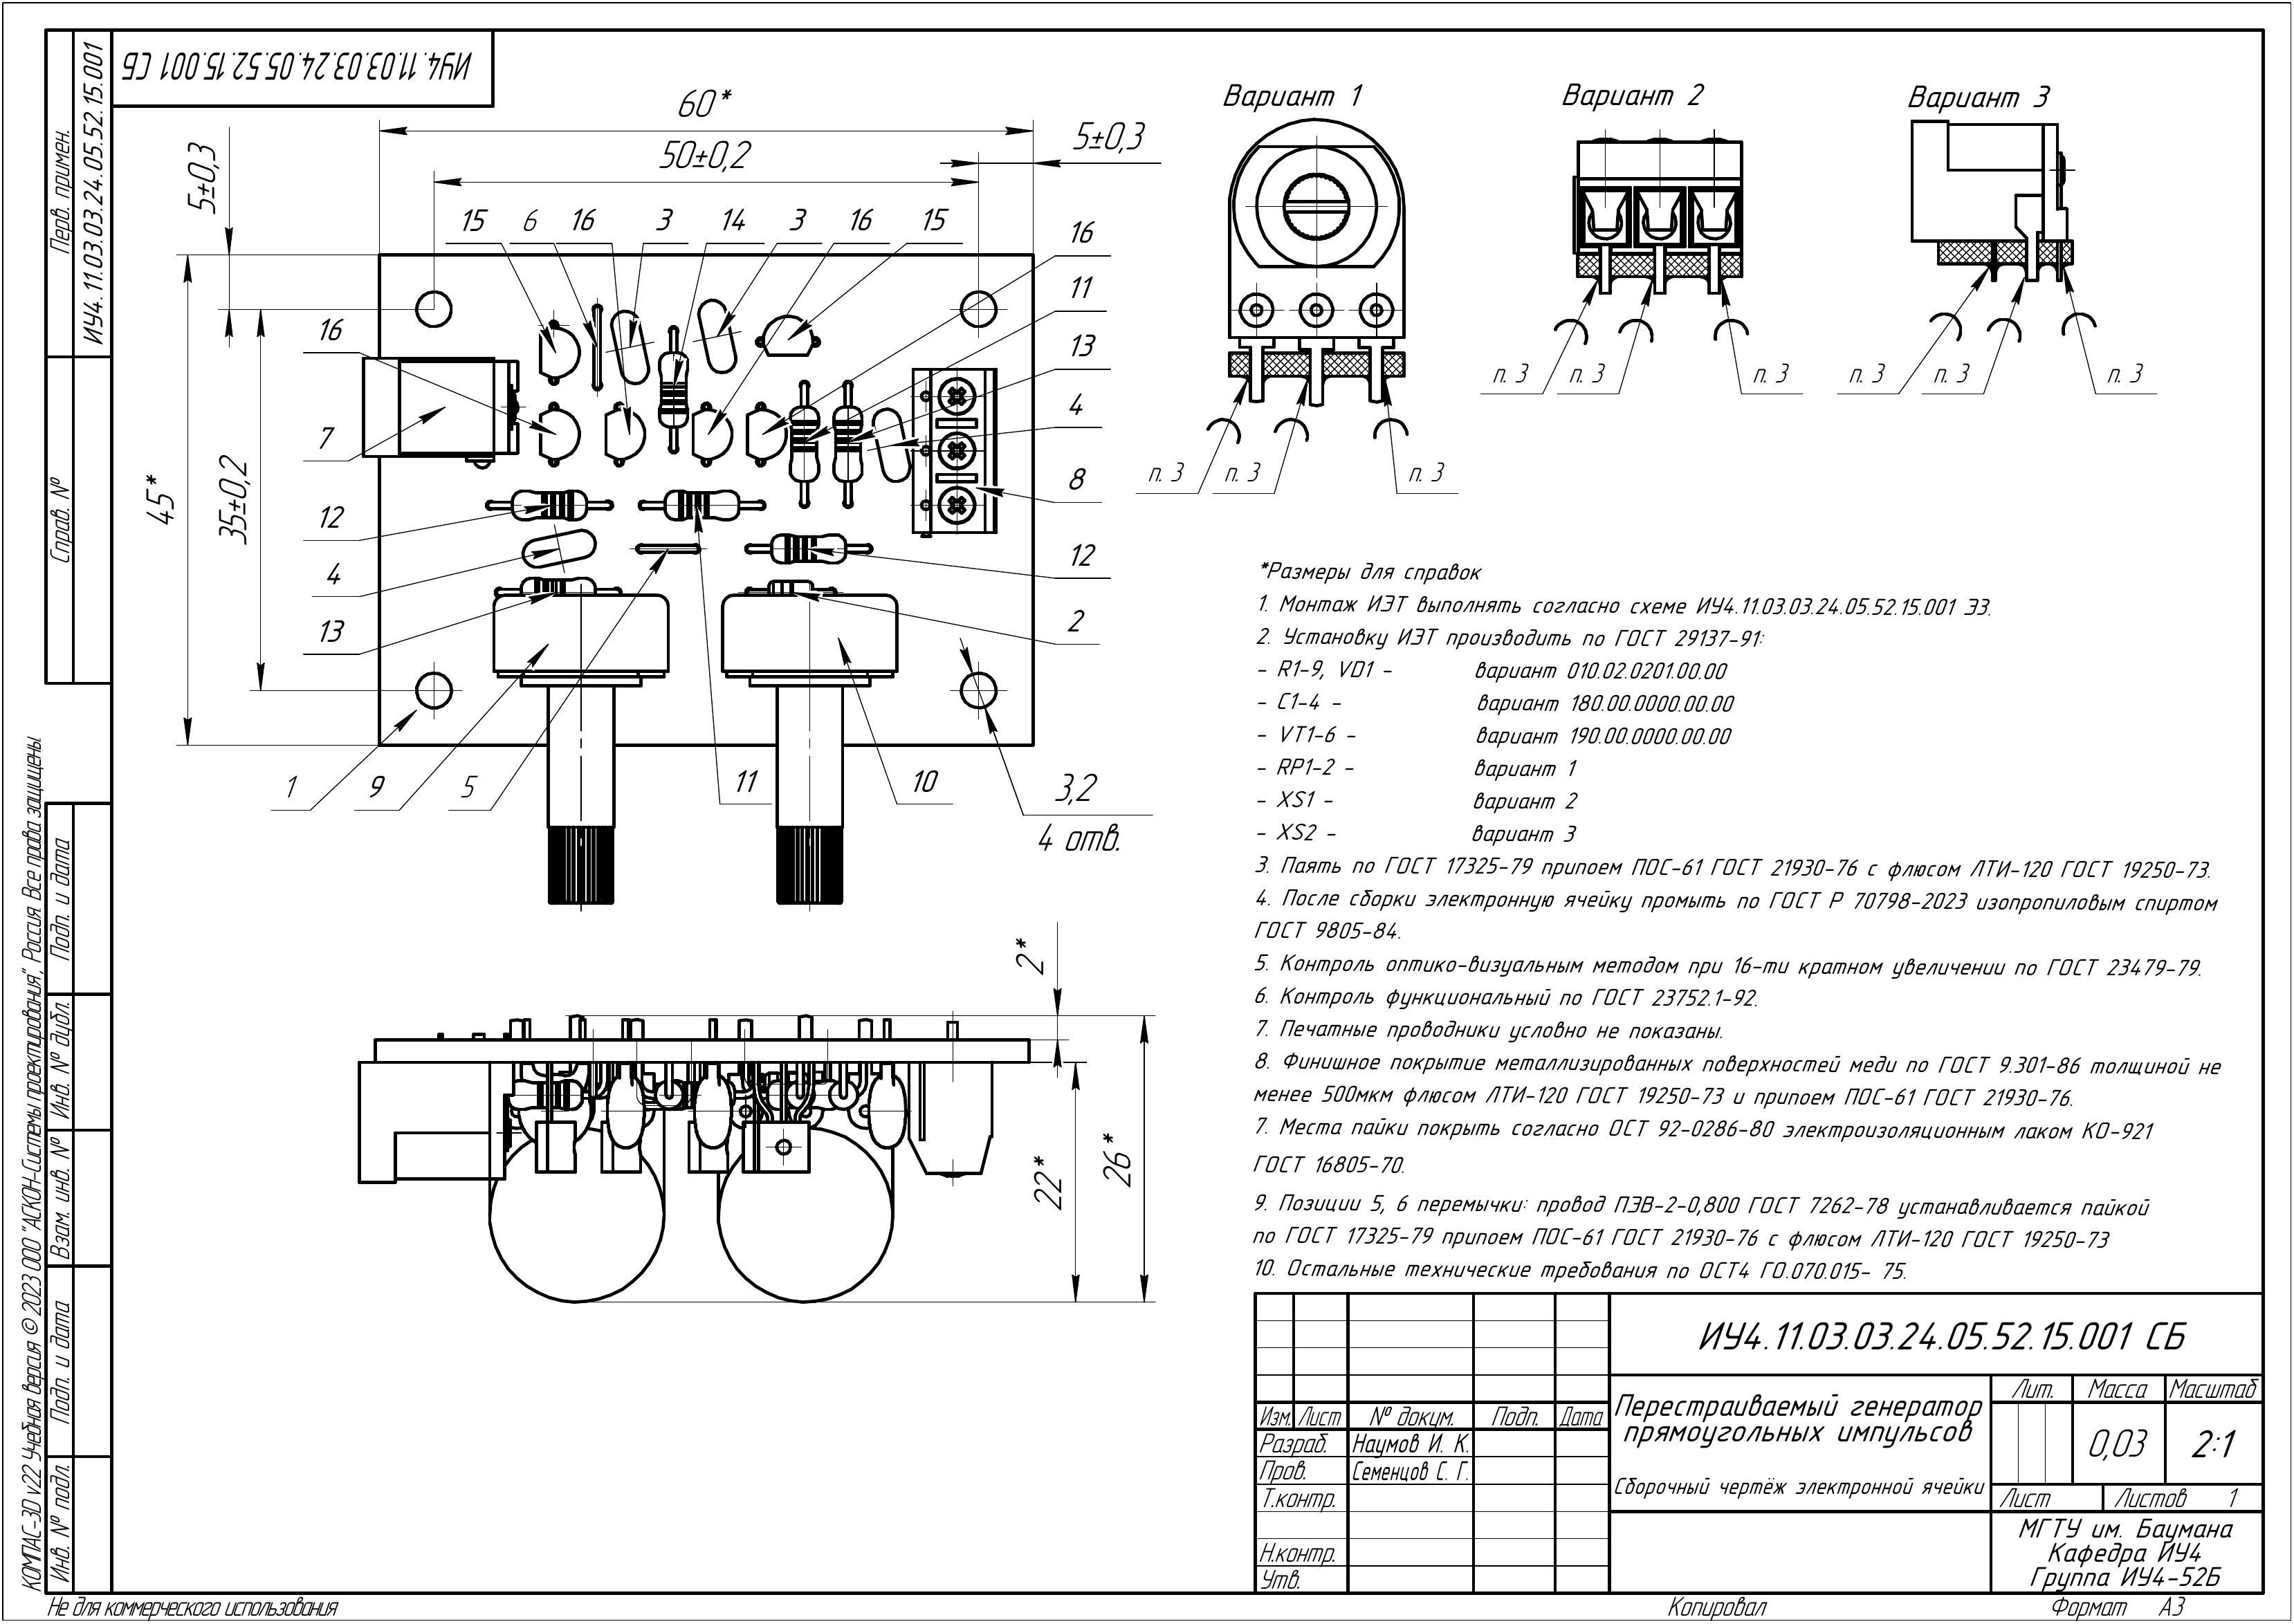 ИУ4.11.03.03.24.05.52.15.001 СБ
Перв. примен.
ИУ4.11.03.03.24.05.52.15.001
Справ. №
Подп. и дата
Инв. № дубл.
Взам. инв. №
Подп. и дата
Инв. № подл.
КОМПАС-3D v22 Учебная версия © 2023 ООО "АСКОН-Системы проектирования", Россия. Все права защищены.
60*
50±0,2
5±0,3
5±0,3
15 6 16 3 14 3 16 15
16
11
13
4
8
12
2
16
7
12
4
13
45*
35±0,2
1 9 5 11 10
3,2
4 отв.
2*
22*
26*
Вариант 1
п. 3 п. 3 п. 3
Вариант 2
п. 3 п. 3 п. 3
Вариант 3
п. 3 п. 3 п. 3
*Размеры для справок
1. Монтаж ИЭТ выполнять согласно схеме ИУ4.11.03.03.24.05.52.15.001 Э3.
2. Установку ИЭТ производить по ГОСТ 29137-91:
- R1-9, VD1 - вариант 010.02.0201.00.00
- C1-4 - вариант 180.00.0000.00.00
- VT1-6 - вариант 190.00.0000.00.00
- RP1-2 - вариант 1
- XS1 - вариант 2
- XS2 - вариант 3
3. Паять по ГОСТ 17325-79 припоем ПОС-61 ГОСТ 21930-76 с флюсом ЛТИ-120 ГОСТ 19250-73.
4. После сборки электронную ячейку промыть по ГОСТ Р 70798-2023 изопропиловым спиртом
ГОСТ 9805-84.
5. Контроль оптико-визуальным методом при 16-ти кратном увеличении по ГОСТ 23479-79.
6. Контроль функциональный по ГОСТ 23752.1-92.
7. Печатные проводники условно не показаны.
8. Финишное покрытие металлизированных поверхностей меди по ГОСТ 9.301-86 толщиной не
менее 500мкм флюсом ЛТИ-120 ГОСТ 19250-73 и припоем ПОС-61 ГОСТ 21930-76.
7. Места пайки покрыть согласно ОСТ 92-0286-80 электроизоляционным лаком КО-921
ГОСТ 16805-70.
9. Позиции 5, 6 перемычки: провод ПЭВ-2-0,800 ГОСТ 7262-78 устанавливается пайкой
по ГОСТ 17325-79 припоем ПОС-61 ГОСТ 21930-76 с флюсом ЛТИ-120 ГОСТ 19250-73
10. Остальные технические требования по ОСТ4 ГО.070.015- 75.
ИУ4.11.03.03.24.05.52.15.001 СБ
Изм. Лист № докум. Подп. Дата
Разраб. Наумов И. К.
Пров. Семенцов С. Г.
Т.контр.
Н.контр.
Утв.
Перестраиваемый генератор
прямоугольных импульсов
Сборочный чертёж электронной ячейки
Лит. Масса Масштаб
0,03 2:1
Лист Листов 1
МГТУ им. Баумана
Кафедра ИУ4
Группа ИУ4-52Б
Не для коммерческого использования
Копировал
Формат А3